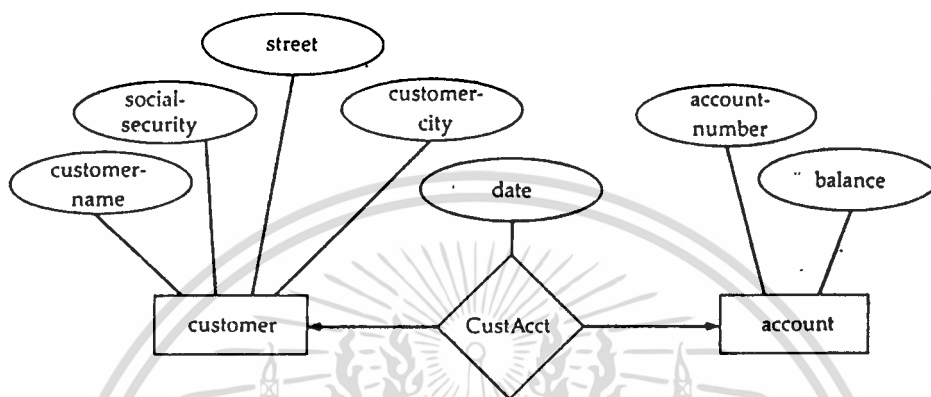 street
social-
security
customer-
city
account-
number
customer-
name
date
balance
customer
CustAcct
account